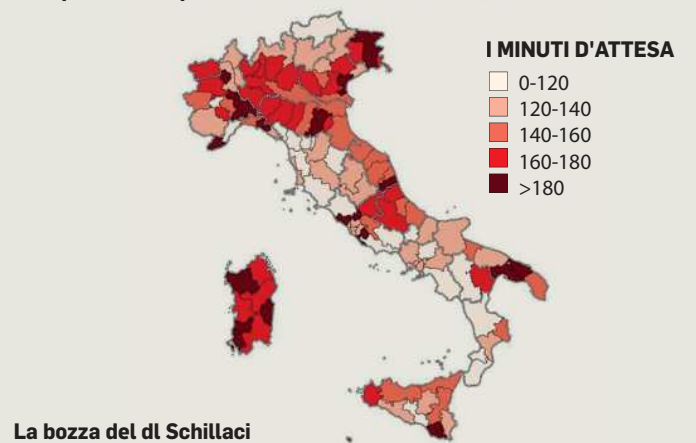 I MINUTI D'ATTESA
0-120
120-140
140-160
160-180
>180
La bozza del dl Schillaci